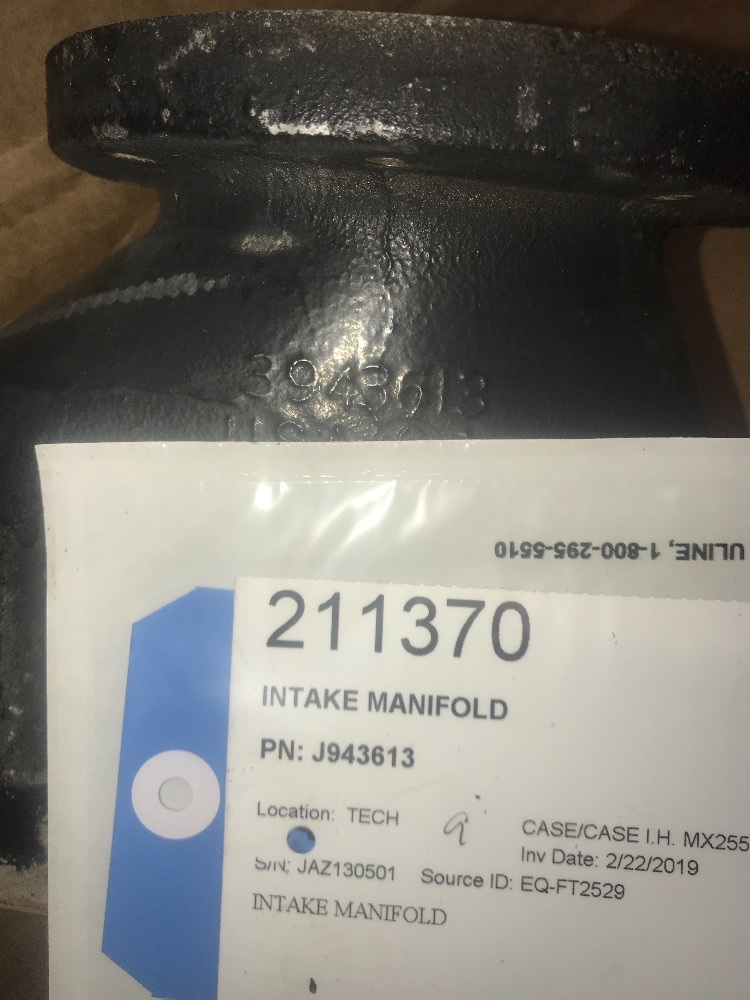 3943613
ULINE, 1-800-295-5510
211370
INTAKE MANIFOLD
PN: J943613
Location: TECH
CASE/CASE I.H. MX255
Inv Date: 2/22/2019
S/N: JAZ130501
Source ID: EQ-FT2529
INTAKE MANIFOLD